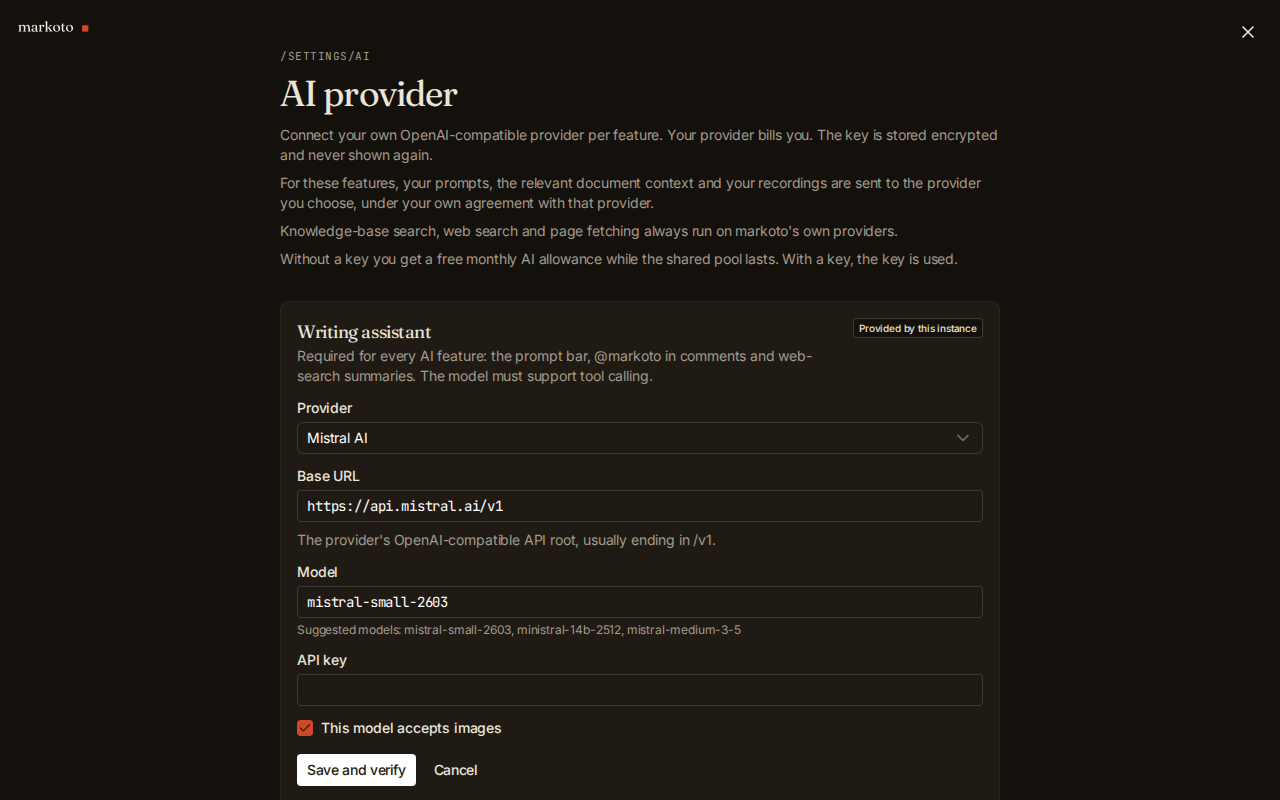 markoto
/SETTINGS/AI
AI provider
Connect your own OpenAI-compatible provider per feature. Your provider bills you. The key is stored encrypted
and never shown again.
For these features, your prompts, the relevant document context and your recordings are sent to the provider
you choose, under your own agreement with that provider.
Knowledge-base search, web search and page fetching always run on markoto's own providers.
Without a key you get a free monthly AI allowance while the shared pool lasts. With a key, the key is used.
Writing assistant
Provided by this instance
Required for every AI feature: the prompt bar, @markoto in comments and web-
search summaries. The model must support tool calling.
Provider
Mistral AI
Base URL
https://api.mistral.ai/v1
The provider's OpenAI-compatible API root, usually ending in /v1.
Model
mistral-small-2603
Suggested models: mistral-small-2603, ministral-14b-2512, mistral-medium-3-5
API key
This model accepts images
Save and verify
Cancel